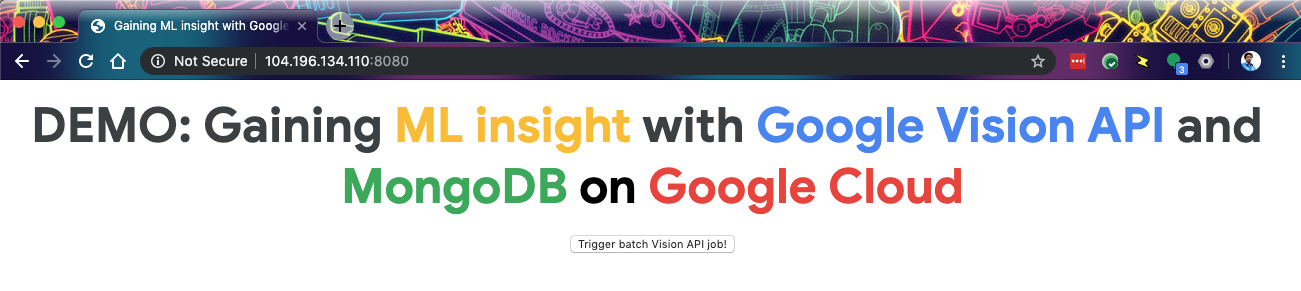 Gaining ML insight with Google
Not Secure | 104.196.134.110:8080
3
DEMO: Gaining ML insight with Google Vision API and
MongoDB on Google Cloud
Trigger batch Vision API job!